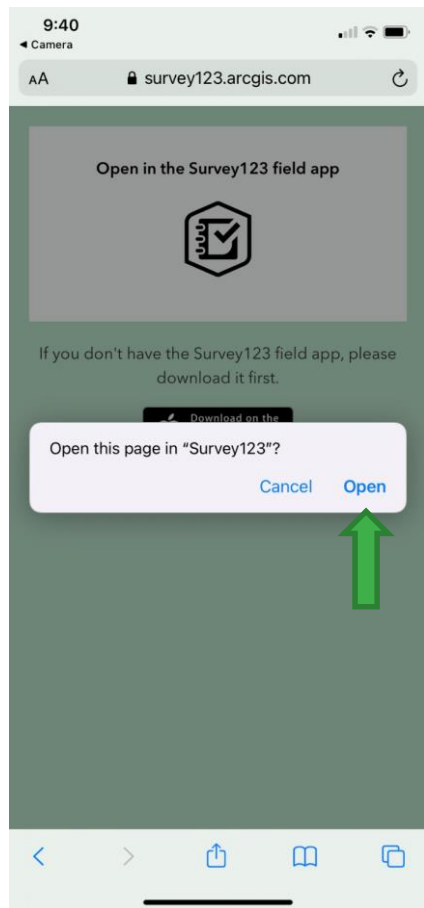 9:40
◄ Camera
AA survey123.arcgis.com
Open in the Survey123 field app
If you don't have the Survey123 field app, please
download it first.
Download on the
Open this page in “Survey123”?
Cancel Open